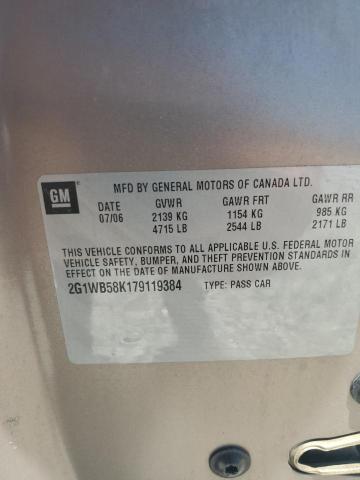 GM
MFD BY GENERAL MOTORS OF CANADA LTD.
DATE GVWR GAWR FRT GAWR RR
07/06 2139 KG 1154 KG 985 KG
4715 LB 2544 LB 2171 LB
THIS VEHICLE CONFORMS TO ALL APPLICABLE U.S. FEDERAL MOTOR
VEHICLE SAFETY, BUMPER, AND THEFT PREVENTION STANDARDS IN
EFFECT ON THE DATE OF MANUFACTURE SHOWN ABOVE.
2G1WB58K179119384 TYPE: PASS CAR